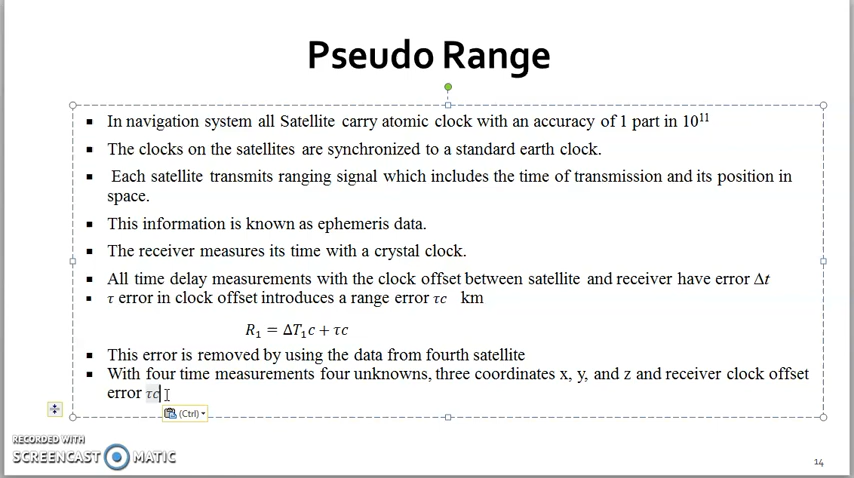 Pseudo Range
▪ In navigation system all Satellite carry atomic clock with an accuracy of 1 part in 10¹¹
▪ The clocks on the satellites are synchronized to a standard earth clock.
▪ Each satellite transmits ranging signal which includes the time of transmission and its position in
space.
▪ This information is known as ephemeris data.
▪ The receiver measures its time with a crystal clock.
▪ All time delay measurements with the clock offset between satellite and receiver have error Δt
▪ τ error in clock offset introduces a range error τc km
R₁ = ΔT₁c + τc
▪ This error is removed by using the data from fourth satellite
▪ With four time measurements four unknowns, three coordinates x, y, and z and receiver clock offset
error τc
(Ctrl)
RECORDED WITH
SCREENCAST MATIC
14